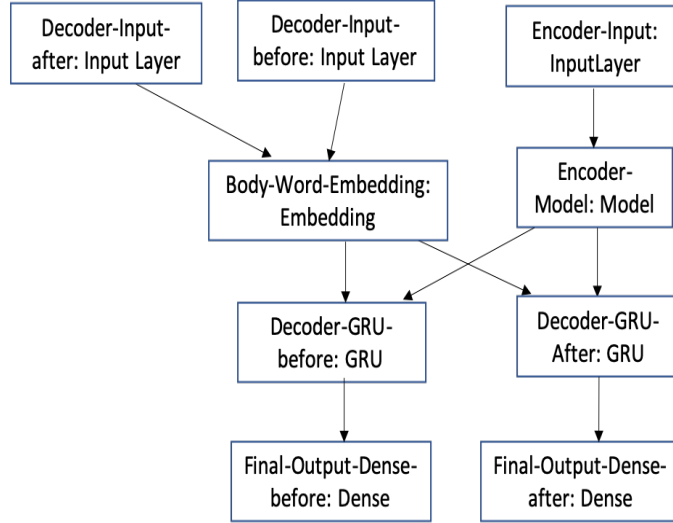 Decoder-Input-
after: Input Layer
Decoder-Input-
before: Input Layer
Encoder-Input:
InputLayer
Body-Word-Embedding:
Embedding
Encoder-
Model: Model
Decoder-GRU-
before: GRU
Decoder-GRU-
After: GRU
Final-Output-Dense-
before: Dense
Final-Output-Dense-
after: Dense